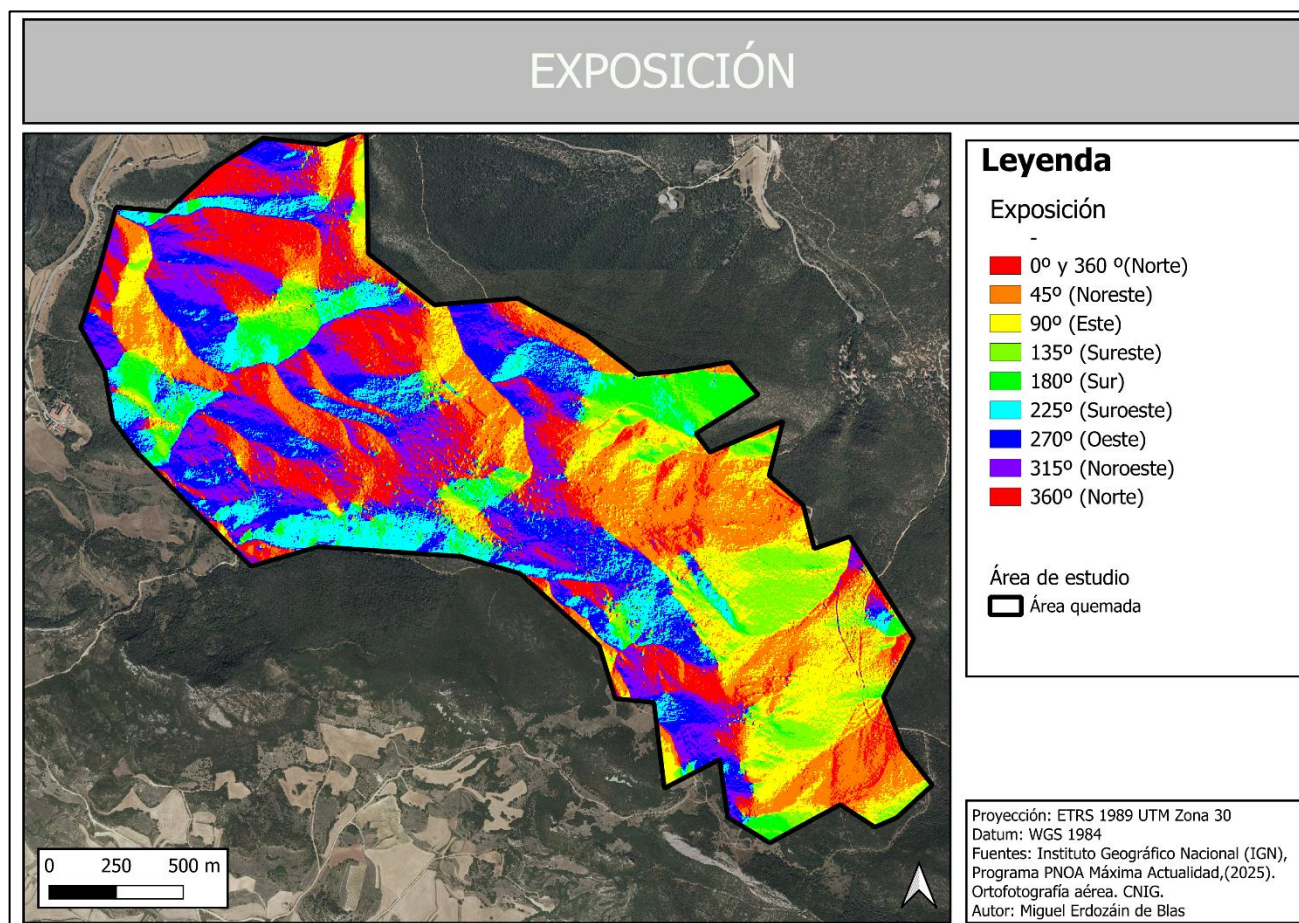 EXPOSICIÓN
Leyenda
Exposición
-
0º y 360 º(Norte)
45º (Noreste)
90º (Este)
135º (Sureste)
180º (Sur)
225º (Suroeste)
270º (Oeste)
315º (Noroeste)
360º (Norte)
Área de estudio
Área quemada
0 250 500 m
Proyección: ETRS 1989 UTM Zona 30
Datum: WGS 1984
Fuentes: Instituto Geográfico Nacional (IGN),
Programa PNOA Máxima Actualidad,(2025).
Ortofotografía aérea. CNIG.
Autor: Miguel Erdozáin de Blas